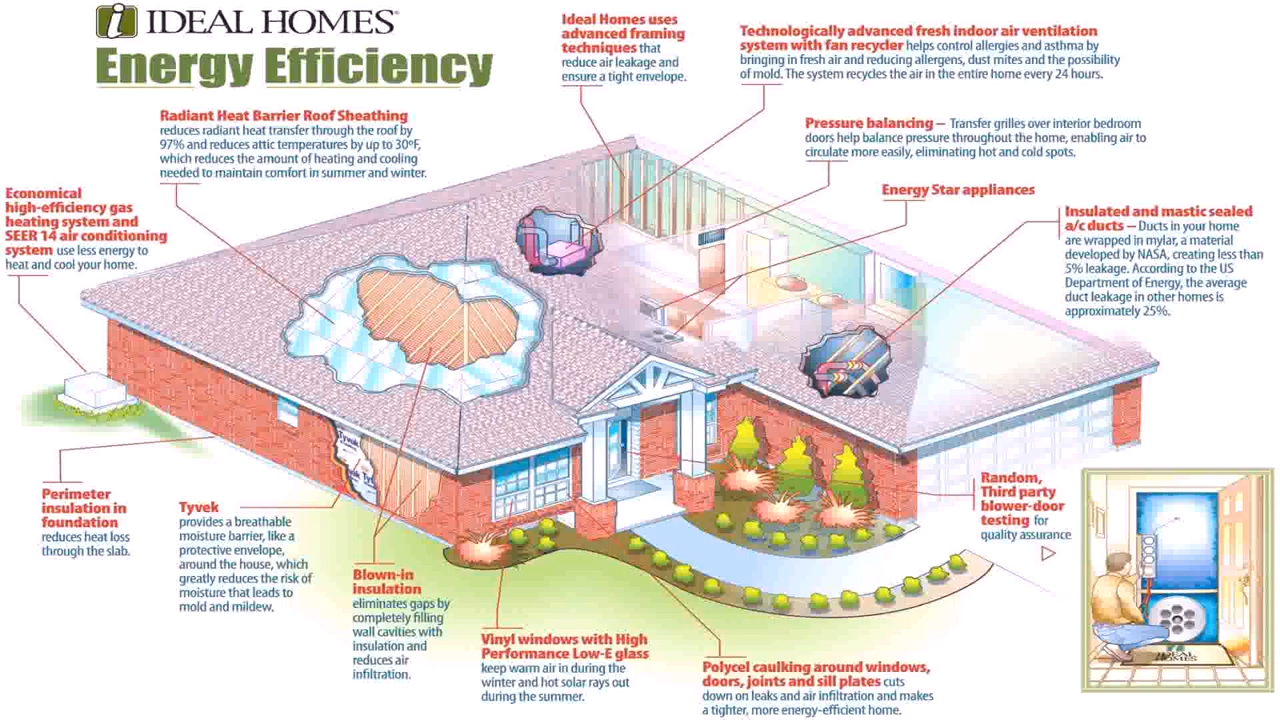 i IDEAL HOMES
Energy Efficiency
Ideal Homes uses
advanced framing
techniques that
reduce air leakage and
ensure a tight envelope.
Technologically advanced fresh indoor air ventilation
system with fan recycler helps control allergies and asthma by
bringing in fresh air and reducing allergens, dust mites and the possibility
of mold. The system recycles the air in the entire home every 24 hours.
Radiant Heat Barrier Roof Sheathing
reduces radiant heat transfer through the roof by
97% and reduces attic temperatures by up to 30ºF,
which reduces the amount of heating and cooling
needed to maintain comfort in summer and winter.
Pressure balancing — Transfer grilles over interior bedroom
doors help balance pressure throughout the home, enabling air to
circulate more easily, eliminating hot and cold spots.
Energy Star appliances
Economical
high-efficiency gas
heating system and
SEER 14 air conditioning
system use less energy to
heat and cool your home.
Insulated and mastic sealed
a/c ducts — Ducts in your home
are wrapped in mylar, a material
developed by NASA, creating less than
5% leakage. According to the US
Department of Energy, the average
duct leakage in other homes is
approximately 25%.
Tyvek
Perimeter
insulation in
foundation
reduces heat loss
through the slab.
Tyvek
provides a breathable
moisture barrier, like a
protective envelope,
around the house, which
greatly reduces the risk of
moisture that leads to
mold and mildew.
Blown-in
insulation
eliminates gaps by
completely filling
wall cavities with
insulation and
reduces air
infiltration.
Vinyl windows with High
Performance Low-E glass
keep warm air in during the
winter and hot solar rays out
during the summer.
Polycel caulking around windows,
doors, joints and sill plates cuts
down on leaks and air infiltration and makes
a tighter, more energy-efficient home.
Random,
Third party
blower-door
testing for
quality assurance
IDEAL
HOMES